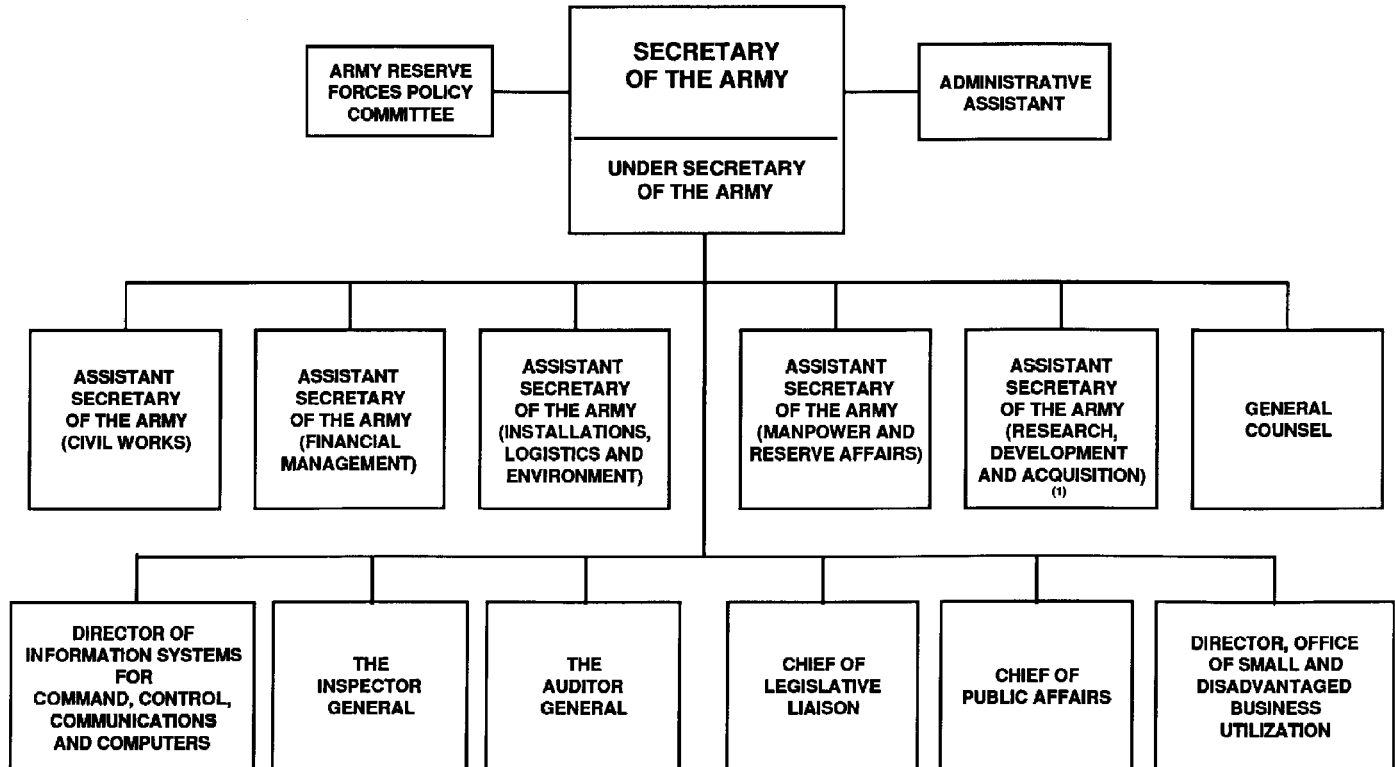 ARMY RESERVE
FORCES POLICY
COMMITTEE
SECRETARY
OF THE ARMY
UNDER SECRETARY
OF THE ARMY
ADMINISTRATIVE
ASSISTANT
ASSISTANT
SECRETARY
OF THE ARMY
(CIVIL WORKS)
ASSISTANT
SECRETARY
OF THE ARMY
(FINANCIAL
MANAGEMENT)
ASSISTANT
SECRETARY
OF THE ARMY
(INSTALLATIONS,
LOGISTICS AND
ENVIRONMENT)
ASSISTANT
SECRETARY
OF THE ARMY
(MANPOWER AND
RESERVE AFFAIRS)
ASSISTANT
SECRETARY
OF THE ARMY
(RESEARCH,
DEVELOPMENT
AND ACQUISITION)
(1)
GENERAL
COUNSEL
DIRECTOR OF
INFORMATION SYSTEMS
FOR
COMMAND, CONTROL,
COMMUNICATIONS
AND COMPUTERS
THE
INSPECTOR
GENERAL
THE
AUDITOR
GENERAL
CHIEF OF
LEGISLATIVE
LIAISON
CHIEF OF
PUBLIC AFFAIRS
DIRECTOR, OFFICE
OF SMALL AND
DISADVANTAGED
BUSINESS
UTILIZATION